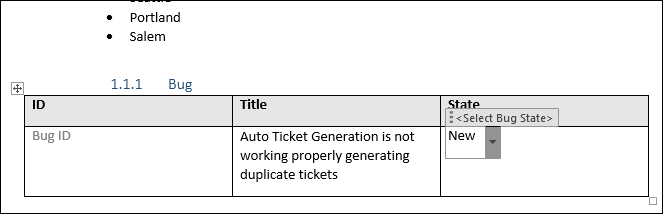 • Portland
• Salem
1.1.1 Bug
ID Title State
<Select Bug State>
Bug ID Auto Ticket Generation is not New
working properly generating
duplicate tickets